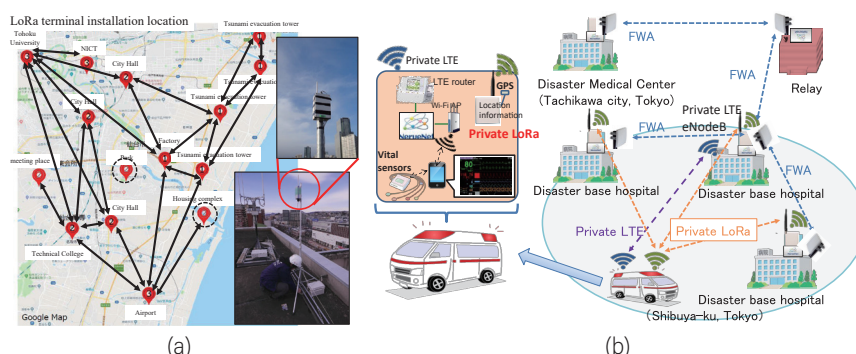 LoRa terminal installation location
Tsunami evacuation tower
Tohoku
University
NICT
City Hall
Tsunami evacuation tower
City Hall
Factory
Tsunami evacuation tower
meeting place
Park
Housing complex
City Hall
Technical College
Airport
Google Map
(a)
Private LTE
LTE router
GPS
Wi-Fi AP
Location
information
NerveNet
Private LoRa
Vital
sensors
80
FWA
Disaster Medical Center
(Tachikawa city, Tokyo)
FWA
Relay
Private LTE
eNodeB
FWA
FWA
Disaster base hospital
Disaster base hospital
Private LTE
Private LoRa
Disaster base hospital
(Shibuya-ku, Tokyo)
(b)